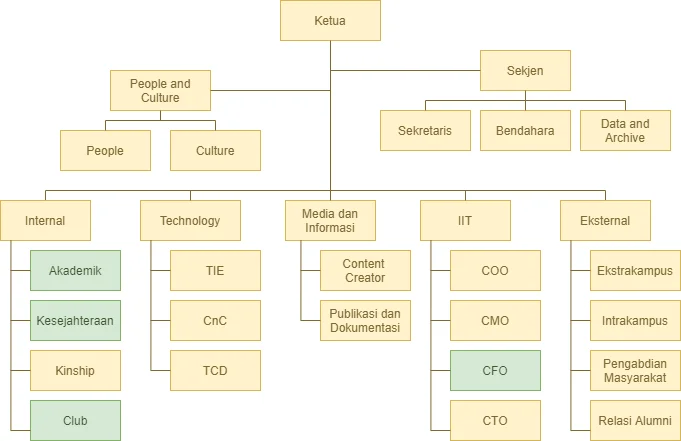 Ketua
People and
Culture
Sekjen
People
Culture
Sekretaris
Bendahara
Data and
Archive
Internal
Technology
Media dan
Informasi
IIT
Eksternal
Akademik
TIE
Content
Creator
COO
Ekstrakampus
Kesejahteraan
CnC
Publikasi dan
Dokumentasi
CMO
Intrakampus
Kinship
TCD
CFO
Pengabdian
Masyarakat
Club
CTO
Relasi Alumni